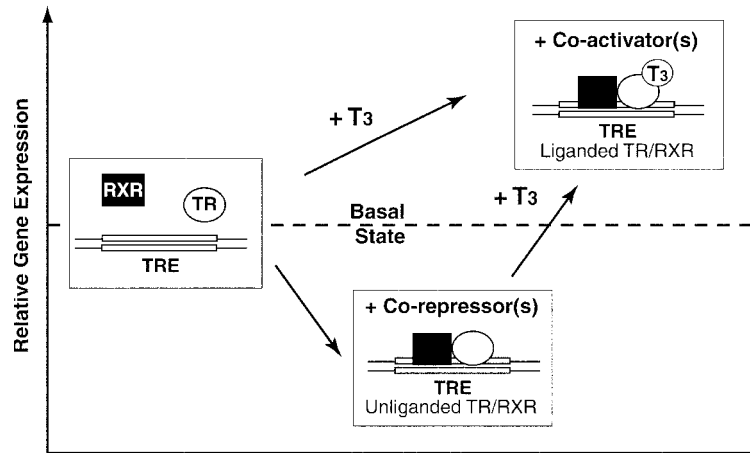 Relative Gene Expression
+ Co-activator(s)
T3
TRE
Liganded TR/RXR
+ T3
RXR
TR
TRE
Basal
State
+ T3
+ Co-repressor(s)
TRE
Unliganded TR/RXR